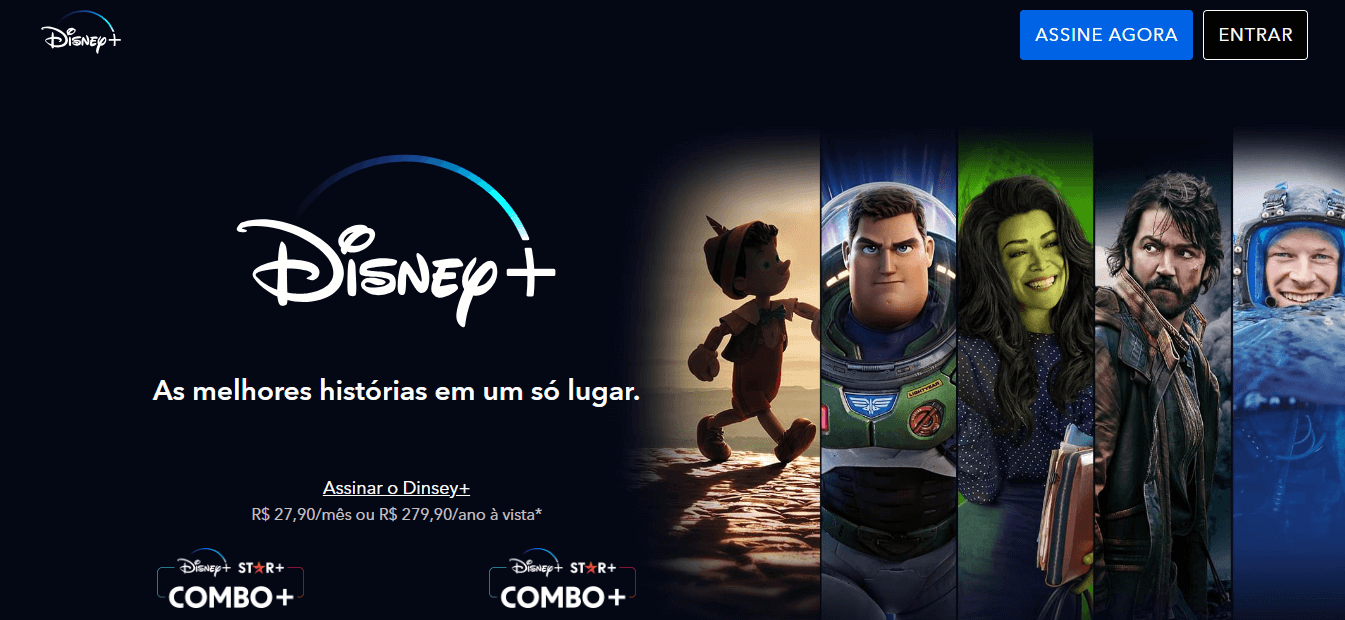 Disney+
ASSINE AGORA
ENTRAR
Disney+
As melhores histórias em um só lugar.
Assinar o Dinsey+
R$ 27,90/mês ou R$ 279,90/ano à vista*
Disney+ STAR+
COMBO+
Disney+ STAR+
COMBO+
LIGHTYEAR